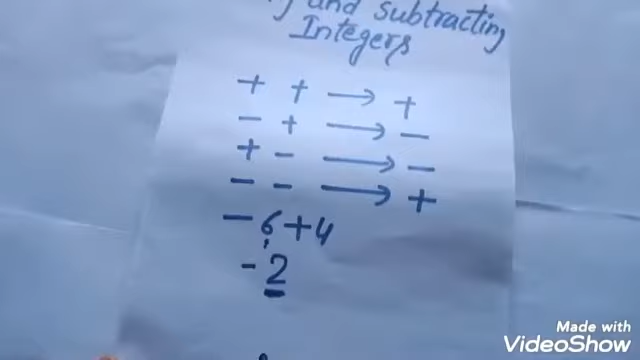 and Subtracting
Integers
+ + → +
- + → -
+ - → -
- - → +
- 6 + 4
- 2
Made with
VideoShow